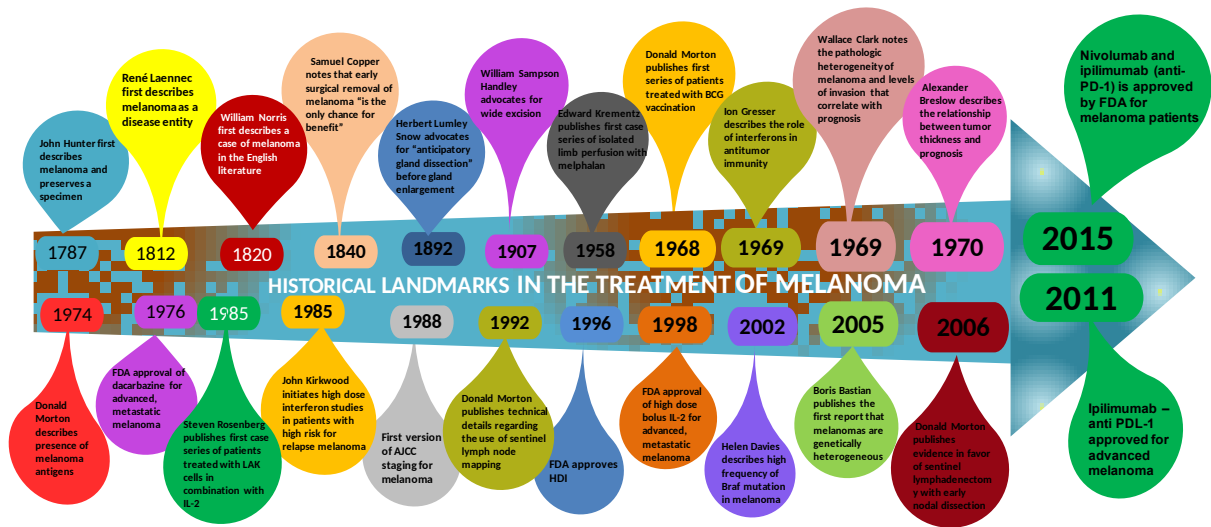 John Hunter first
describes
melanoma and
preserves a
specimen
1787
René Laennec
first describes
melanoma as a
disease entity
1812
William Norris
first describes a
case of melanoma
in the English
literature
1820
Samuel Copper
notes that early
surgical removal of
melanoma “is the
only chance for
benefit”
1840
Herbert Lumley
Snow advocates
for “anticipatory
gland dissection”
before gland
enlargement
1892
William Sampson
Handley
advocates for
wide excision
1907
Edward Krementz
publishes first case
series of isolated
limb perfusion with
melphalan
1958
Donald Morton
publishes first
series of patients
treated with BCG
vaccination
1968
Ion Gresser
describes the role
of interferons in
antitumor
immunity
1969
Wallace Clark notes
the pathologic
heterogeneity of
melanoma and levels
of invasion that
correlate with
prognosis
1969
Alexander
Breslow describes
the relationship
between tumor
thickness and
prognosis
1970
Nivolumab and
ipilimumab (anti-
PD-1) is approved
by FDA for
melanoma patients
2015
HISTORICAL LANDMARKS IN THE TREATMENT OF MELANOMA
1974
Donald
Morton
describes
presence of
melanoma
antigens
1976
FDA approval of
dacarbazine for
advanced,
metastatic
melanoma
1985
Steven Rosenberg
publishes first case
series of patients
treated with LAK
cells in
combination with
IL-2
1985
John Kirkwood
initiates high dose
interferon studies
in patients with
high risk for
relapse melanoma
1988
First version
of AJCC
staging for
melanoma
1992
Donald Morton
publishes technical
details regarding
the use of sentinel
lymph node
mapping
1996
FDA approves
HDI
1998
FDA approval
of high dose
bolus IL-2 for
advanced,
metastatic
melanoma
2002
Helen Davies
describes high
frequency of
Braf mutation
in melanoma
2005
Boris Bastian
publishes the
first report that
melanomas are
genetically
heterogeneous
2006
Donald Morton
publishes
evidence in favor
of sentinel
lymphadenectom
y with early
nodal dissection
2011
Ipilimumab –
anti PDL-1
approved for
advanced
melanoma